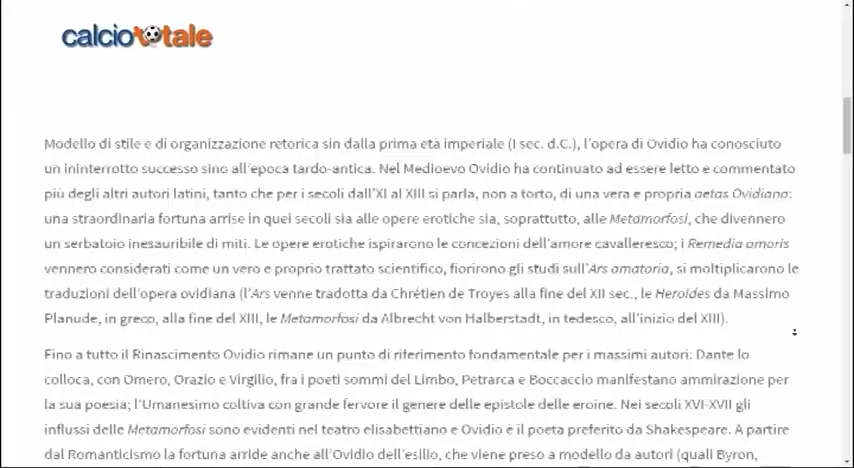 calciototale
Modello di stile e di organizzazione retorica sin dalla prima età imperiale (I sec. d.C.), l'opera di Ovidio ha conosciuto
un ininterrotto successo sino all'epoca tardo-antica. Nel Medioevo Ovidio ha continuato ad essere letto e commentato
più degli altri autori latini, tanto che per i secoli dall'XI al XIII si parla, non a torto, di una vera e propria aetas Ovidiana:
una straordinaria fortuna arrise in quei secoli sia alle opere erotiche sia, soprattutto, alle Metamorfosi, che divennero
un serbatoio inesauribile di miti. Le opere erotiche ispirarono le concezioni dell'amore cavalleresco; i Remedia amoris
vennero considerati come un vero e proprio trattato scientifico, fiorirono gli studi sull'Ars amatoria, si moltiplicarono le
traduzioni dell'opera ovidiana (l'Ars venne tradotta da Chrétien de Troyes alla fine del XII sec., le Heroides da Massimo
Planude, in greco, alla fine del XIII, le Metamorfosi da Albrecht von Halberstadt, in tedesco, all'inizio del XIII).
Fino a tutto il Rinascimento Ovidio rimane un punto di riferimento fondamentale per i massimi autori: Dante lo
colloca, con Omero, Orazio e Virgilio, fra i poeti sommi del Limbo, Petrarca e Boccaccio manifestano ammirazione per
la sua poesia; l'Umanesimo coltiva con grande fervore il genere delle epistole delle eroine. Nei secoli XVI-XVII gli
influssi delle Metamorfosi sono evidenti nel teatro elisabettiano e Ovidio è il poeta preferito da Shakespeare. A partire
dal Romanticismo la fortuna arride anche all'Ovidio dell'esilio, che viene preso a modello da autori (quali Byron,